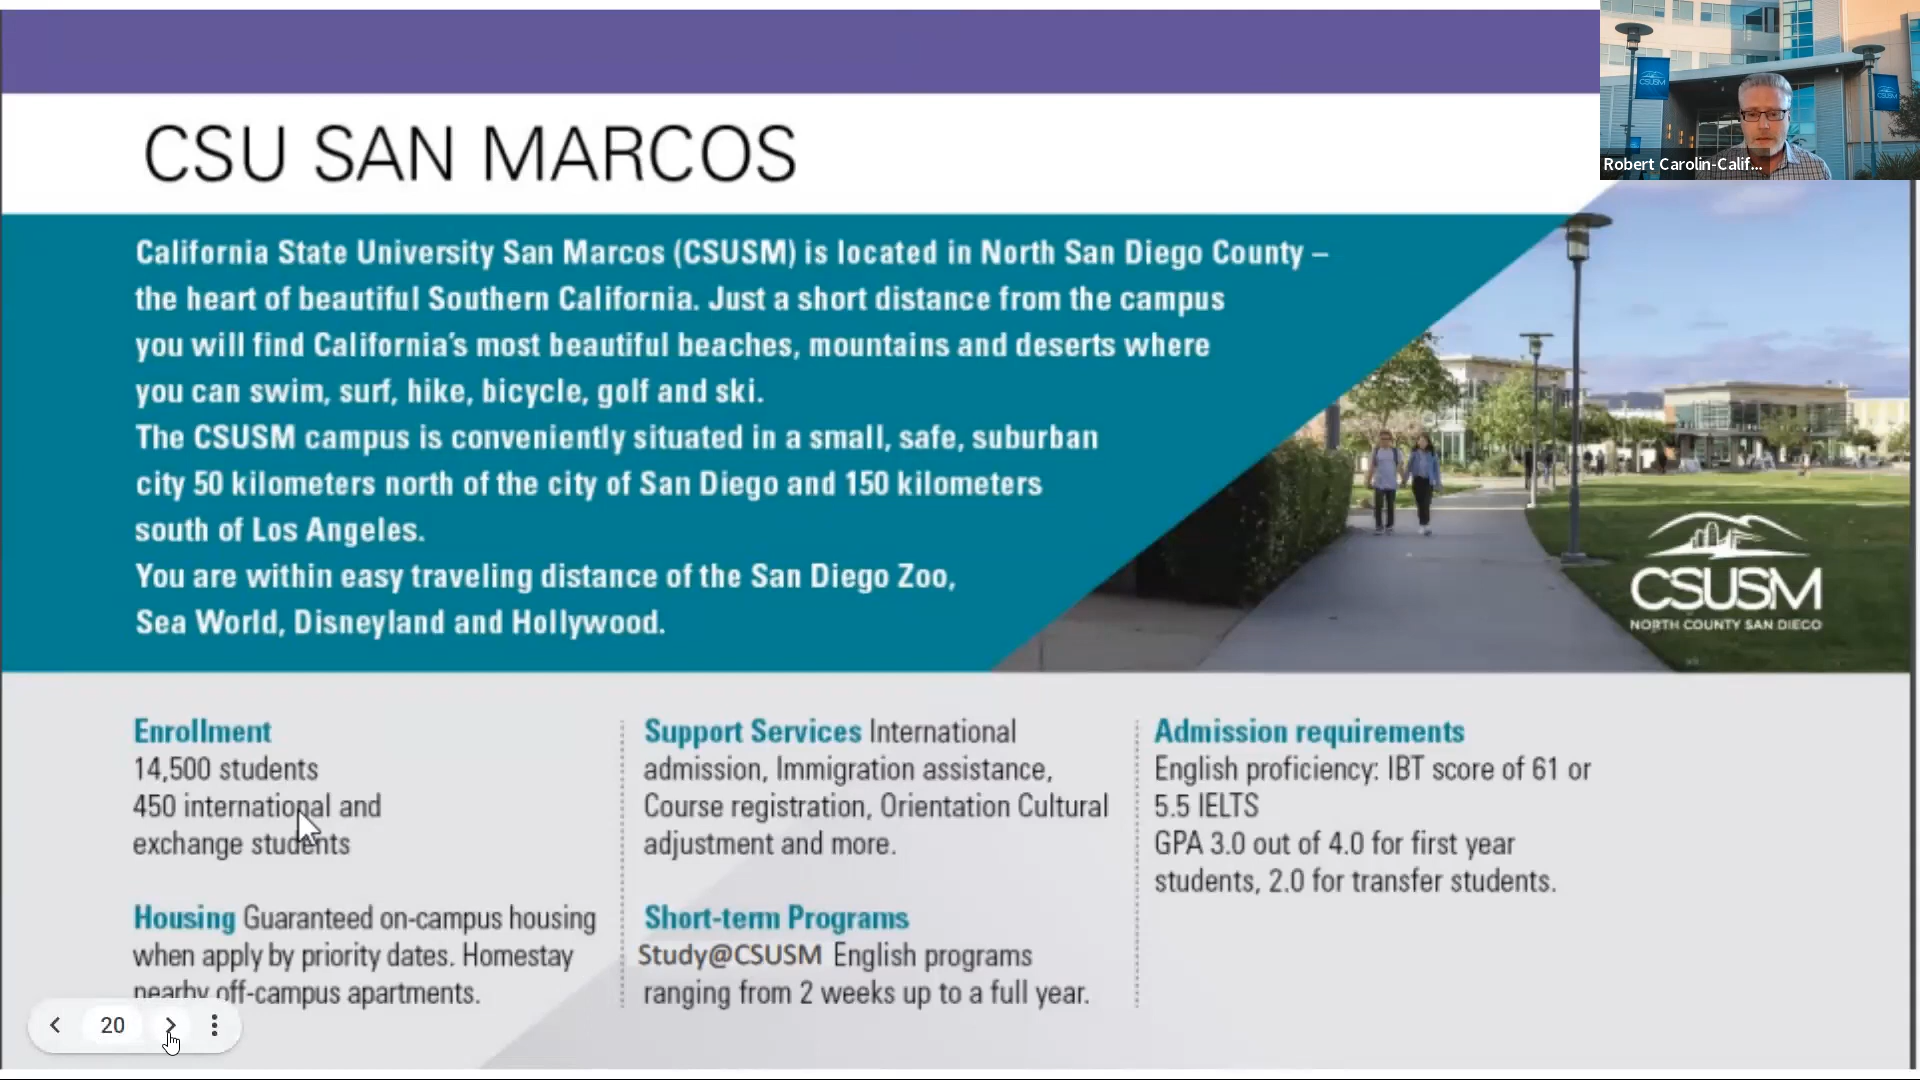 CSU SAN MARCOS
Robert Carolin-Calif...
CSUSM
CSUSM
California State University San Marcos (CSUSM) is located in North San Diego County –
the heart of beautiful Southern California. Just a short distance from the campus
you will find California's most beautiful beaches, mountains and deserts where
you can swim, surf, hike, bicycle, golf and ski.
The CSUSM campus is conveniently situated in a small, safe, suburban
city 50 kilometers north of the city of San Diego and 150 kilometers
south of Los Angeles.
You are within easy traveling distance of the San Diego Zoo,
Sea World, Disneyland and Hollywood.
CSUSM
NORTH COUNTY SAN DIEGO
Enrollment
14,500 students
450 international and
exchange students
Housing Guaranteed on-campus housing
when apply by priority dates. Homestay
nearby off-campus apartments.
Support Services International
admission, Immigration assistance,
Course registration, Orientation Cultural
adjustment and more.
Short-term Programs
Study@CSUSM English programs
ranging from 2 weeks up to a full year.
Admission requirements
English proficiency: IBT score of 61 or
5.5 IELTS
GPA 3.0 out of 4.0 for first year
students, 2.0 for transfer students.
20